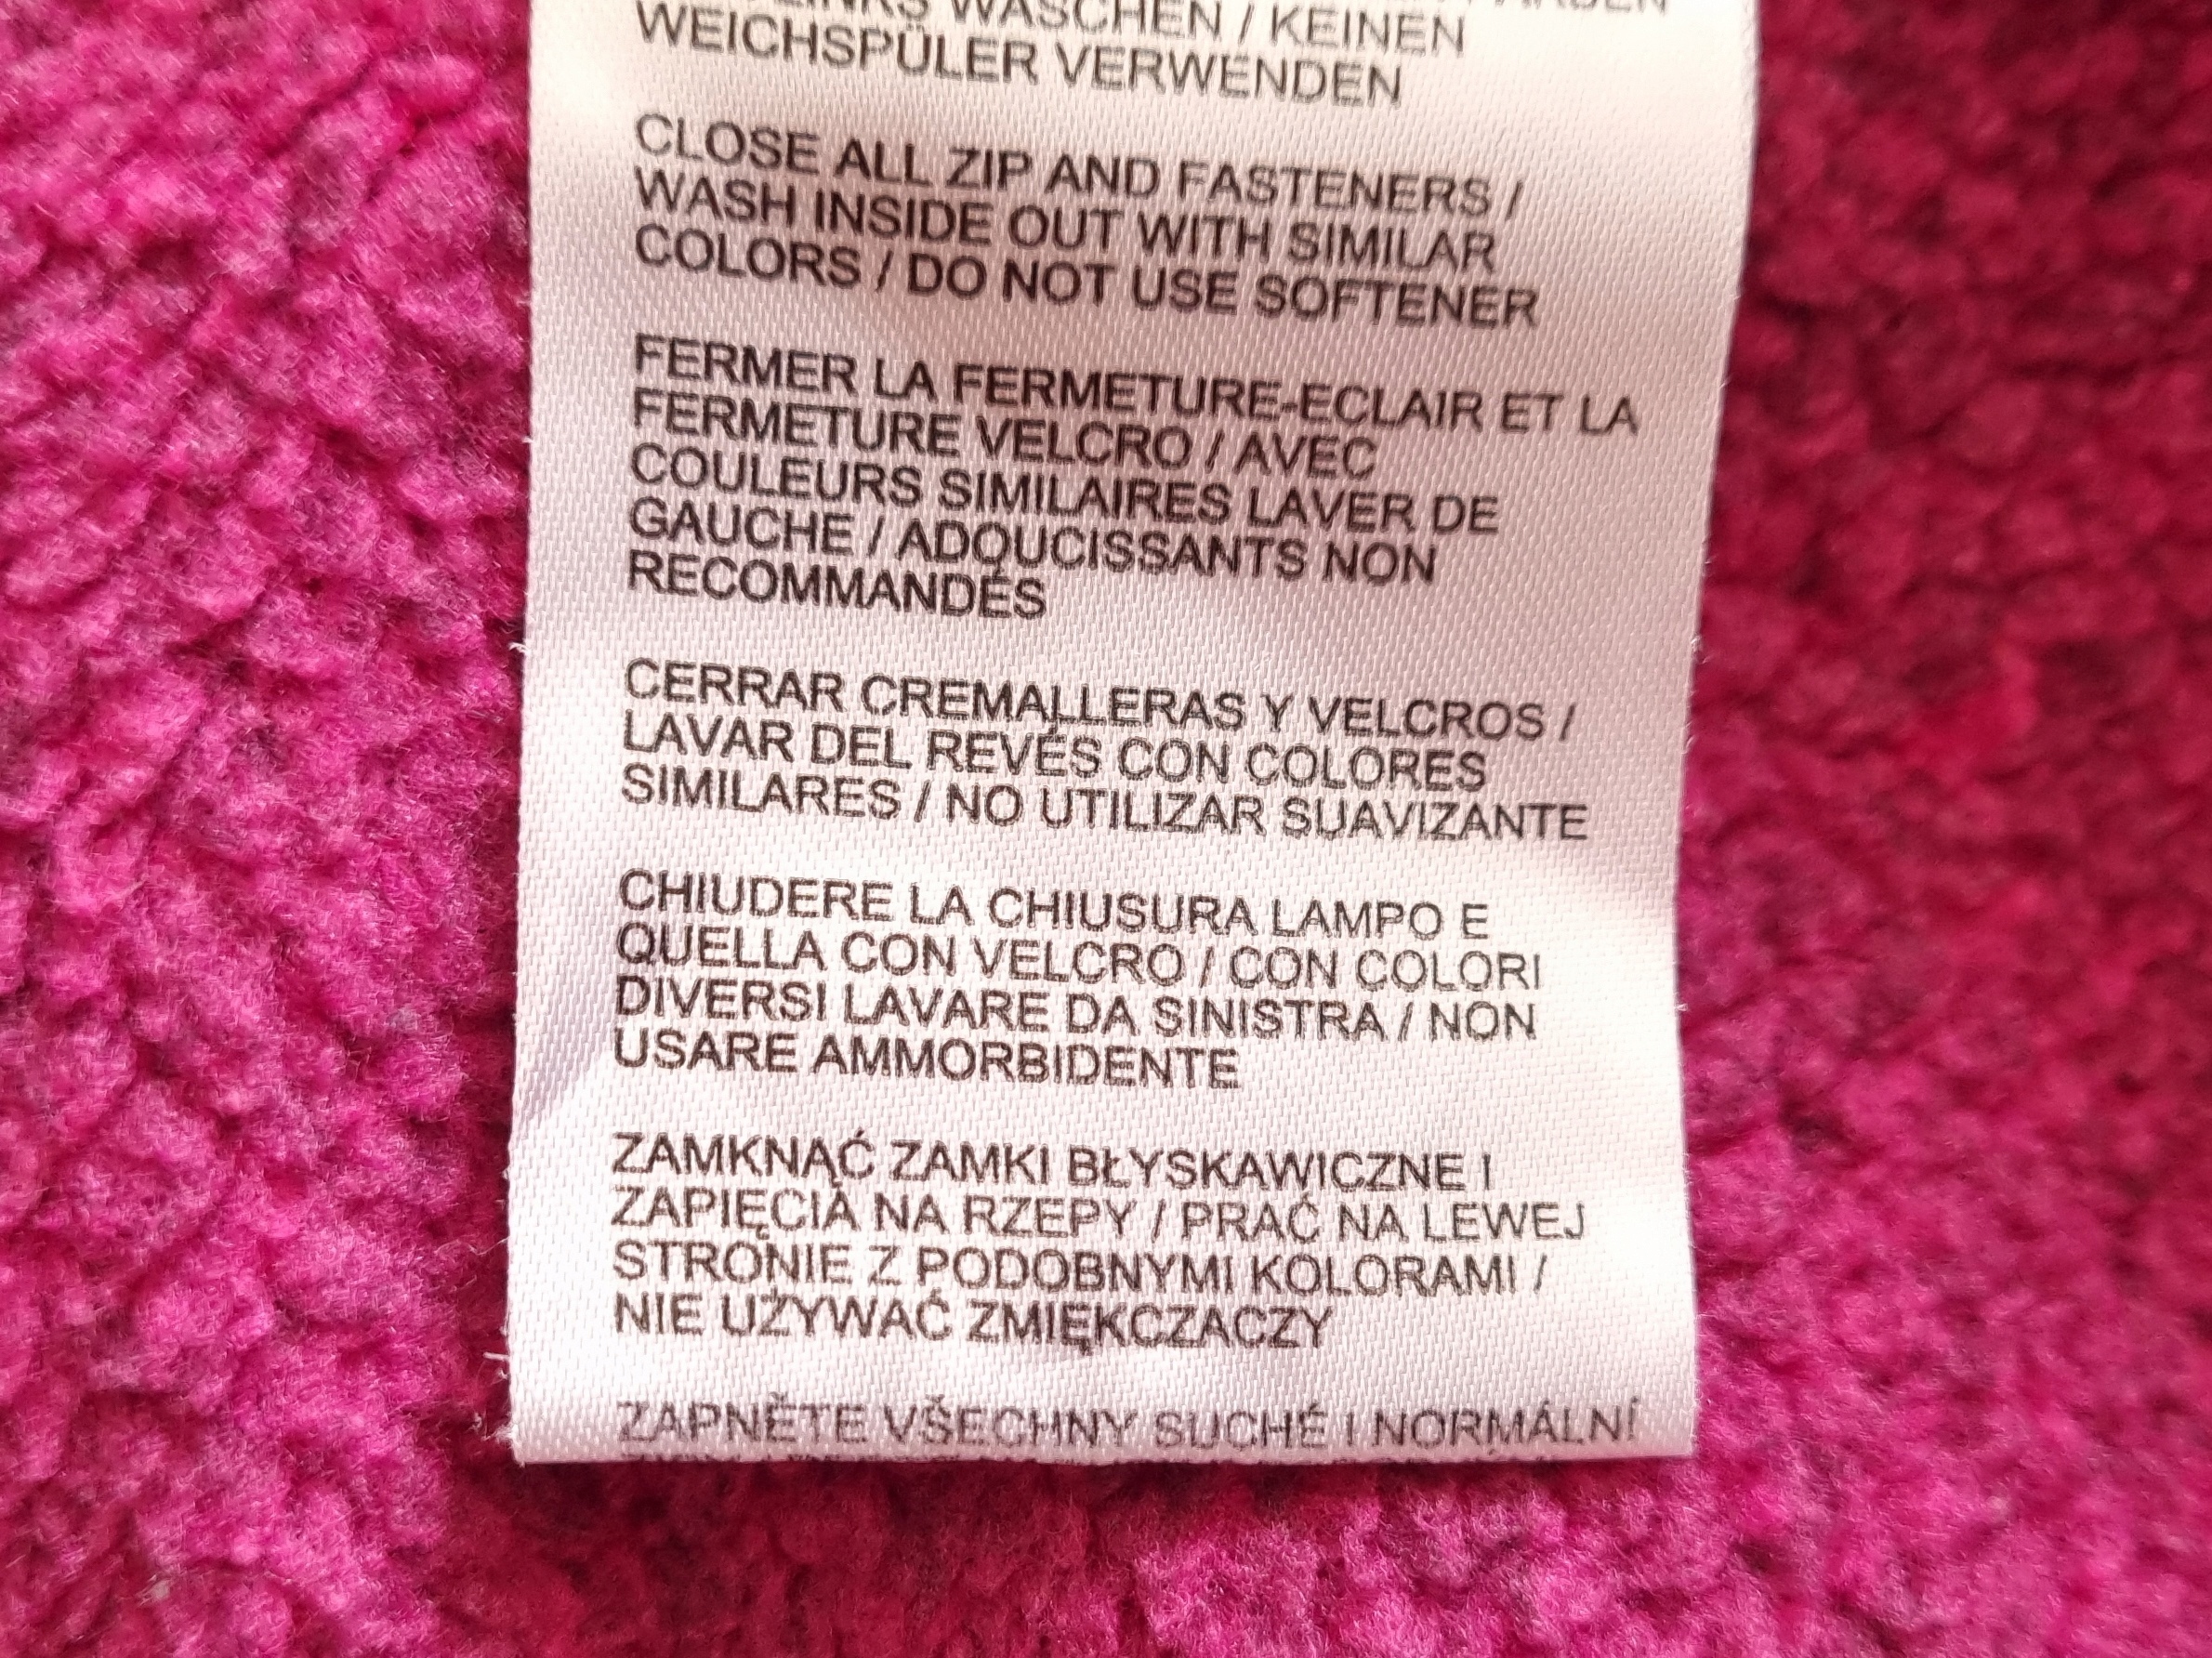 WASCHEN / KEINEN
WEICHSPÜLER VERWENDEN
CLOSE ALL ZIP AND FASTENERS /
WASH INSIDE OUT WITH SIMILAR
COLORS / DO NOT USE SOFTENER
FERMER LA FERMETURE-ECLAIR ET LA
FERMETURE VELCRO / AVEC
COULEURS SIMILAIRES LAVER DE
GAUCHE / ADOUCISSANTS NON
RECOMMANDÉS
CERRAR CREMALLERAS Y VELCROS /
LAVAR DEL REVÉS CON COLORES
SIMILARES / NO UTILIZAR SUAVIZANTE
CHIUDERE LA CHIUSURA LAMPO E
QUELLA CON VELCRO / CON COLORI
DIVERSI LAVARE DA SINISTRA / NON
USARE AMMORBIDENTE
ZAMKNĄĆ ZAMKI BŁYSKAWICZNE I
ZAPIĘCIA NA RZEPY / PRAĆ NA LEWEJ
STRONIE Z PODOBNYMI KOLORAMI /
NIE UŻYWAĆ ZMIĘKCZACZY
ZAPNĚTE VŠECHNY SUCHÉ I NORMÁLNÍ